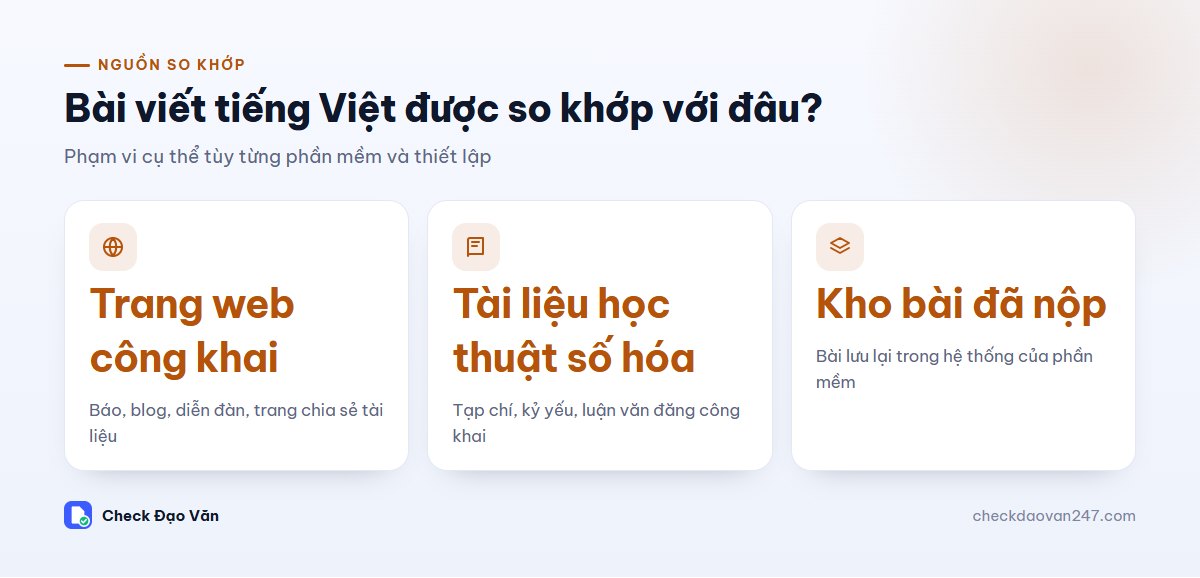 NGUỒN SO KHỚP
Bài viết tiếng Việt được so khớp với đâu?
Phạm vi cụ thể tùy từng phần mềm và thiết lập
Trang web
công khai
Báo, blog, diễn đàn, trang chia sẻ tài
liệu
Tài liệu học
thuật số hóa
Tạp chí, kỷ yếu, luận văn đăng công
khai
Kho bài đã nộp
Bài lưu lại trong hệ thống của phần
mềm
Check Đạo Văn
checkdaovan247.com